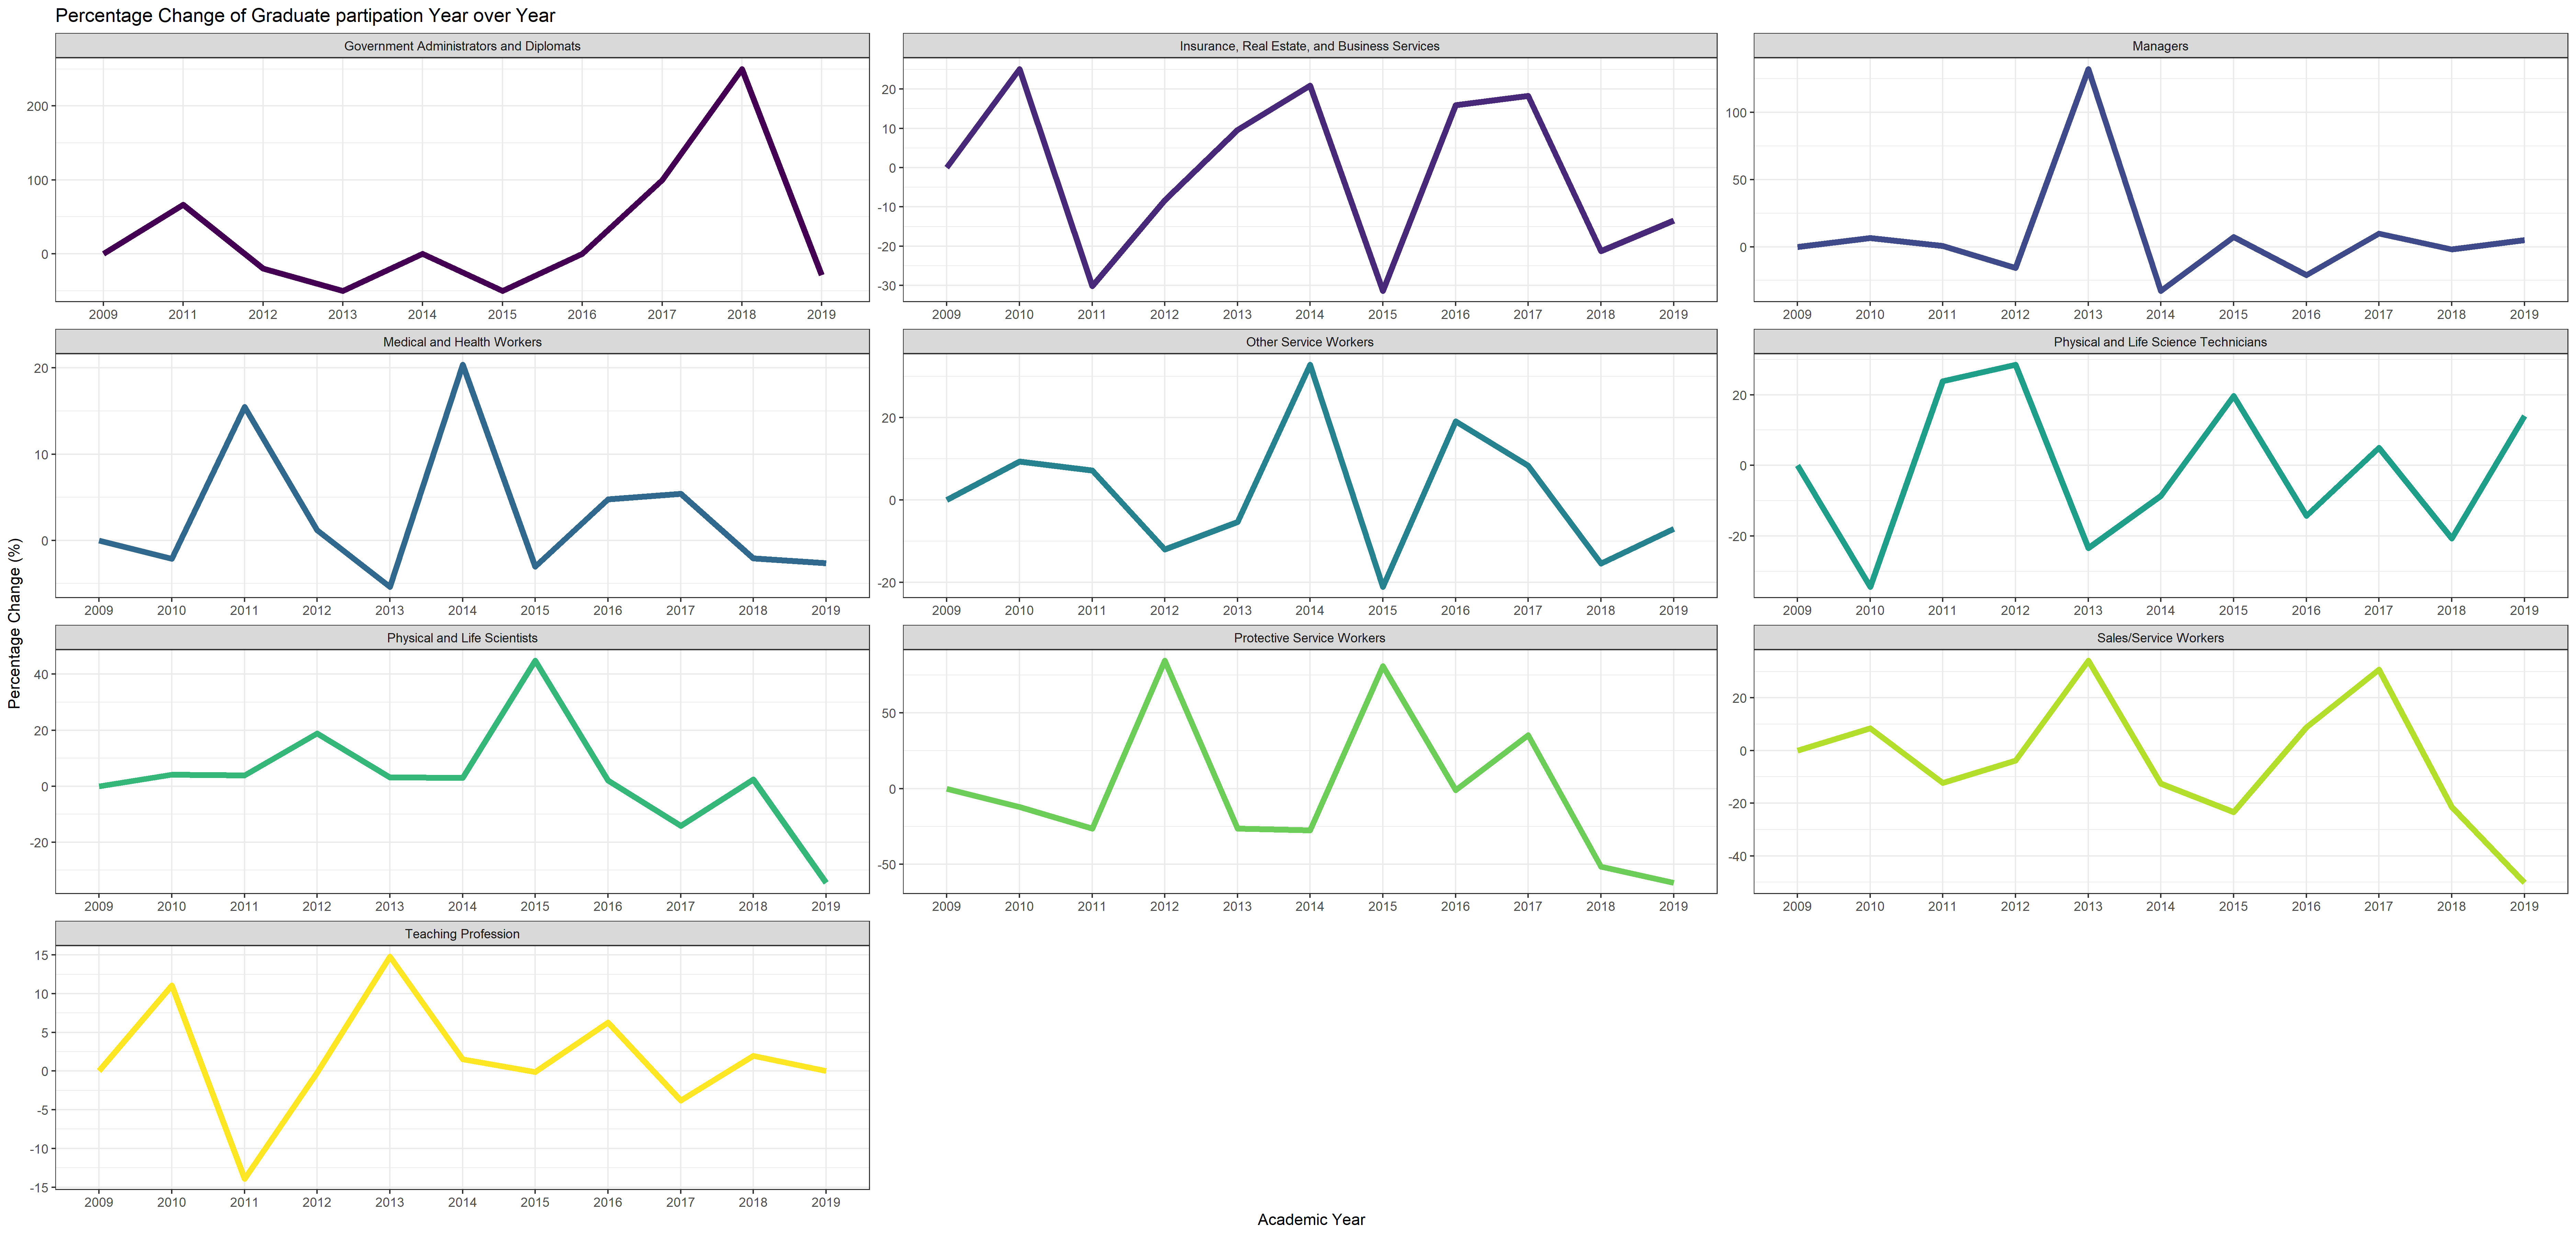 Percentage Change of Graduate partipation Year over Year
Government Administrators and Diplomats
Insurance, Real Estate, and Business Services
Managers
200
100
0
20
10
0
-10
-20
-30
100
50
0
2009 2011 2012 2013 2014 2015 2016 2017 2018 2019
2009 2010 2011 2012 2013 2014 2015 2016 2017 2018 2019
2009 2010 2011 2012 2013 2014 2015 2016 2017 2018 2019
Medical and Health Workers
Other Service Workers
Physical and Life Science Technicians
20
10
0
20
0
-20
20
0
-20
2009 2010 2011 2012 2013 2014 2015 2016 2017 2018 2019
2009 2010 2011 2012 2013 2014 2015 2016 2017 2018 2019
2009 2010 2011 2012 2013 2014 2015 2016 2017 2018 2019
Percentage Change (%)
Physical and Life Scientists
Protective Service Workers
Sales/Service Workers
40
20
0
-20
50
0
-50
20
0
-20
-40
2009 2010 2011 2012 2013 2014 2015 2016 2017 2018 2019
2009 2010 2011 2012 2013 2014 2015 2016 2017 2018 2019
2009 2010 2011 2012 2013 2014 2015 2016 2017 2018 2019
Teaching Profession
15
10
5
0
-5
-10
-15
2009 2010 2011 2012 2013 2014 2015 2016 2017 2018 2019
Academic Year